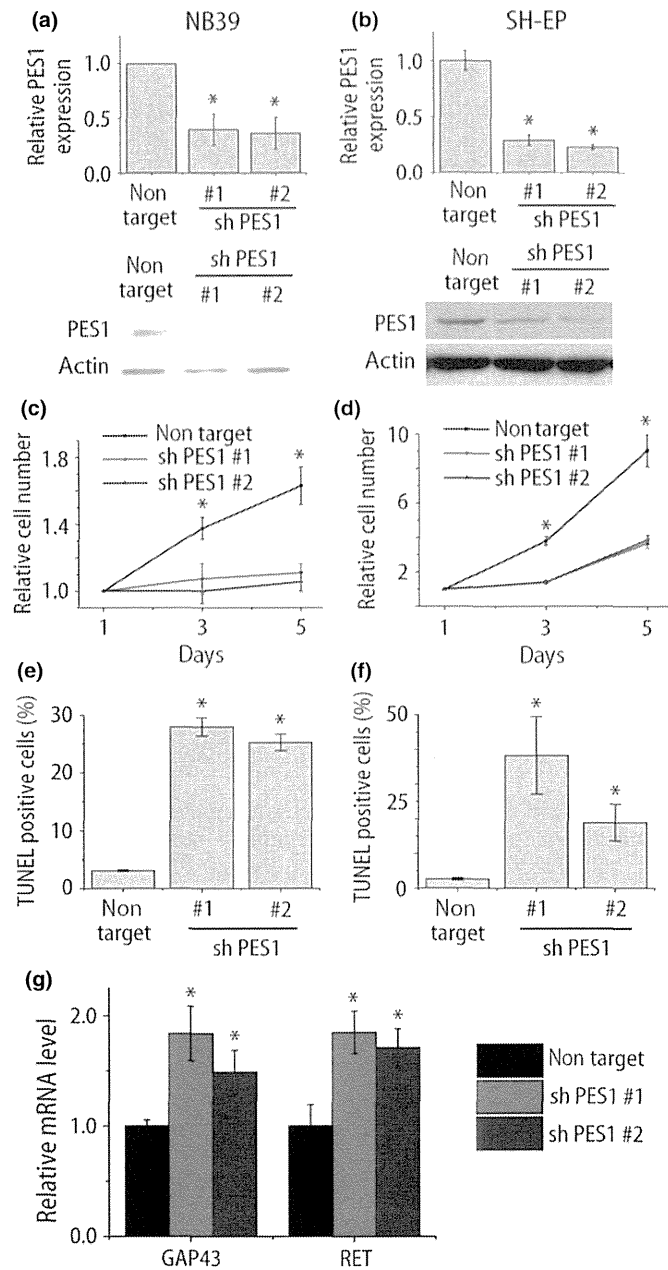 (a)
NB39
Relative PES1
expression
1.0
0.5
0.0
*
*
Non
target
#1
#2
sh PES1
Non
target
sh PES1
#1
#2
PES1
Actin
(b)
SH-EP
Relative PES1
expression
1.0
0.5
0.0
*
*
Non
target
#1
#2
sh PES1
Non
target
sh PES1
#1
#2
PES1
Actin
(c)
Relative cell number
1.8
1.4
1.0
Non target
sh PES1 #1
sh PES1 #2
*
*
1
3
5
Days
(d)
Relative cell number
10
6
2
Non target
sh PES1 #1
sh PES1 #2
*
*
1
3
5
Days
(e)
TUNEL positive cells (%)
30
20
10
0
*
*
Non
target
#1
#2
sh PES1
(f)
TUNEL positive cells (%)
50
25
0
*
*
Non
target
#1
#2
sh PES1
(g)
Relative mRNA level
2.0
1.0
0.0
*
*
*
*
GAP43
RET
Non target
sh PES1 #1
sh PES1 #2